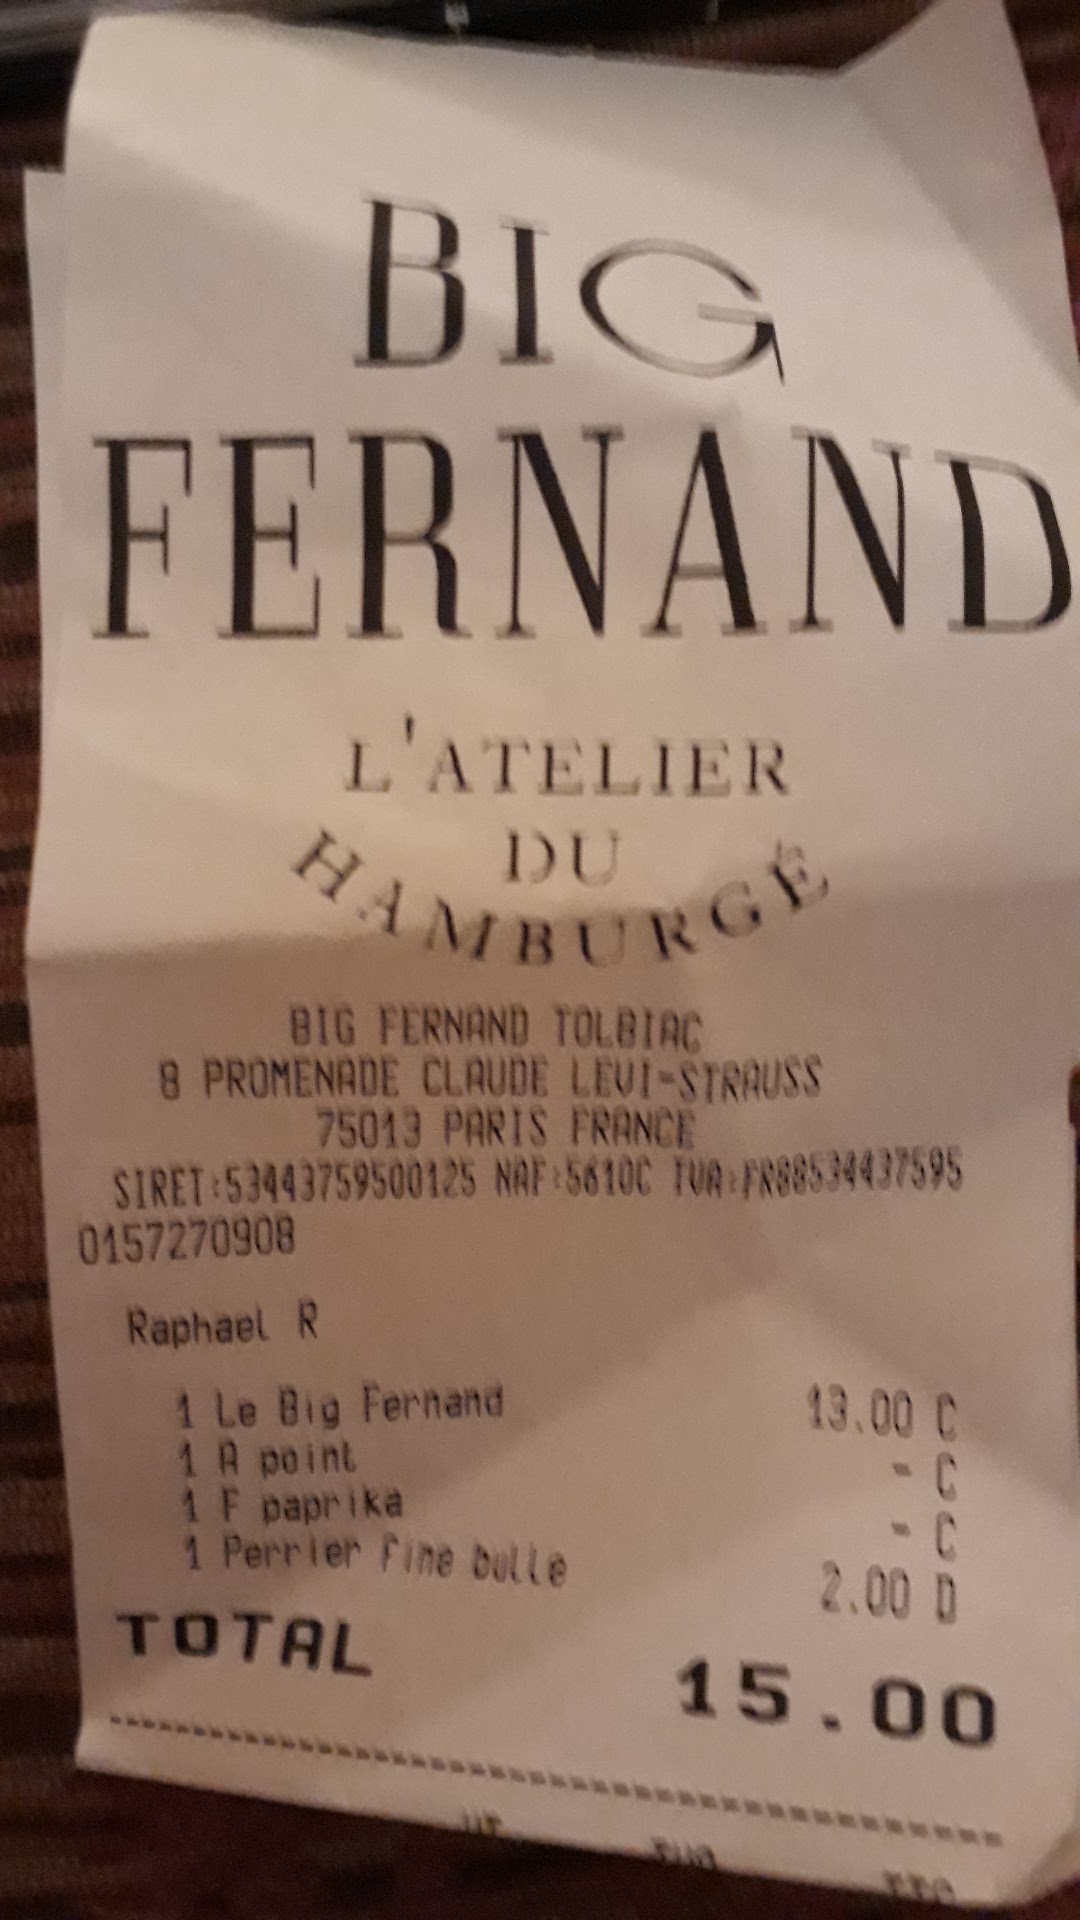 BIG
FERNAND
L'ATELIER
DU
HAMBURGÉ
BIG FERNAND TOLBIAC
8 PROMENADE CLAUDE LEVI-STRAUSS
75013 PARIS FRANCE
SIRET:53443759500125 NAF:5610C TVA:FR88534437595
0157270908
Raphael R
1 Le Big Fernand 13.00 C
1 A point - C
1 F paprika - C
1 Perrier fine bulle 2.00 D
TOTAL 15.00